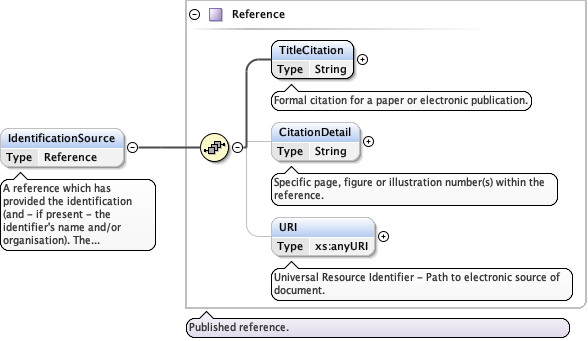 Reference
TitleCitation
Type String
Formal citation for a paper or electronic publication.
CitationDetail
Type String
Specific page, figure or illustration number(s) within the
reference.
IdentificationSource
Type Reference
A reference which has
provided the identification
(and - if present - the
identifier's name and/or
organisation). The...
URI
Type xs:anyURI
Universal Resource Identifier - Path to electronic source of
document.
Published reference.